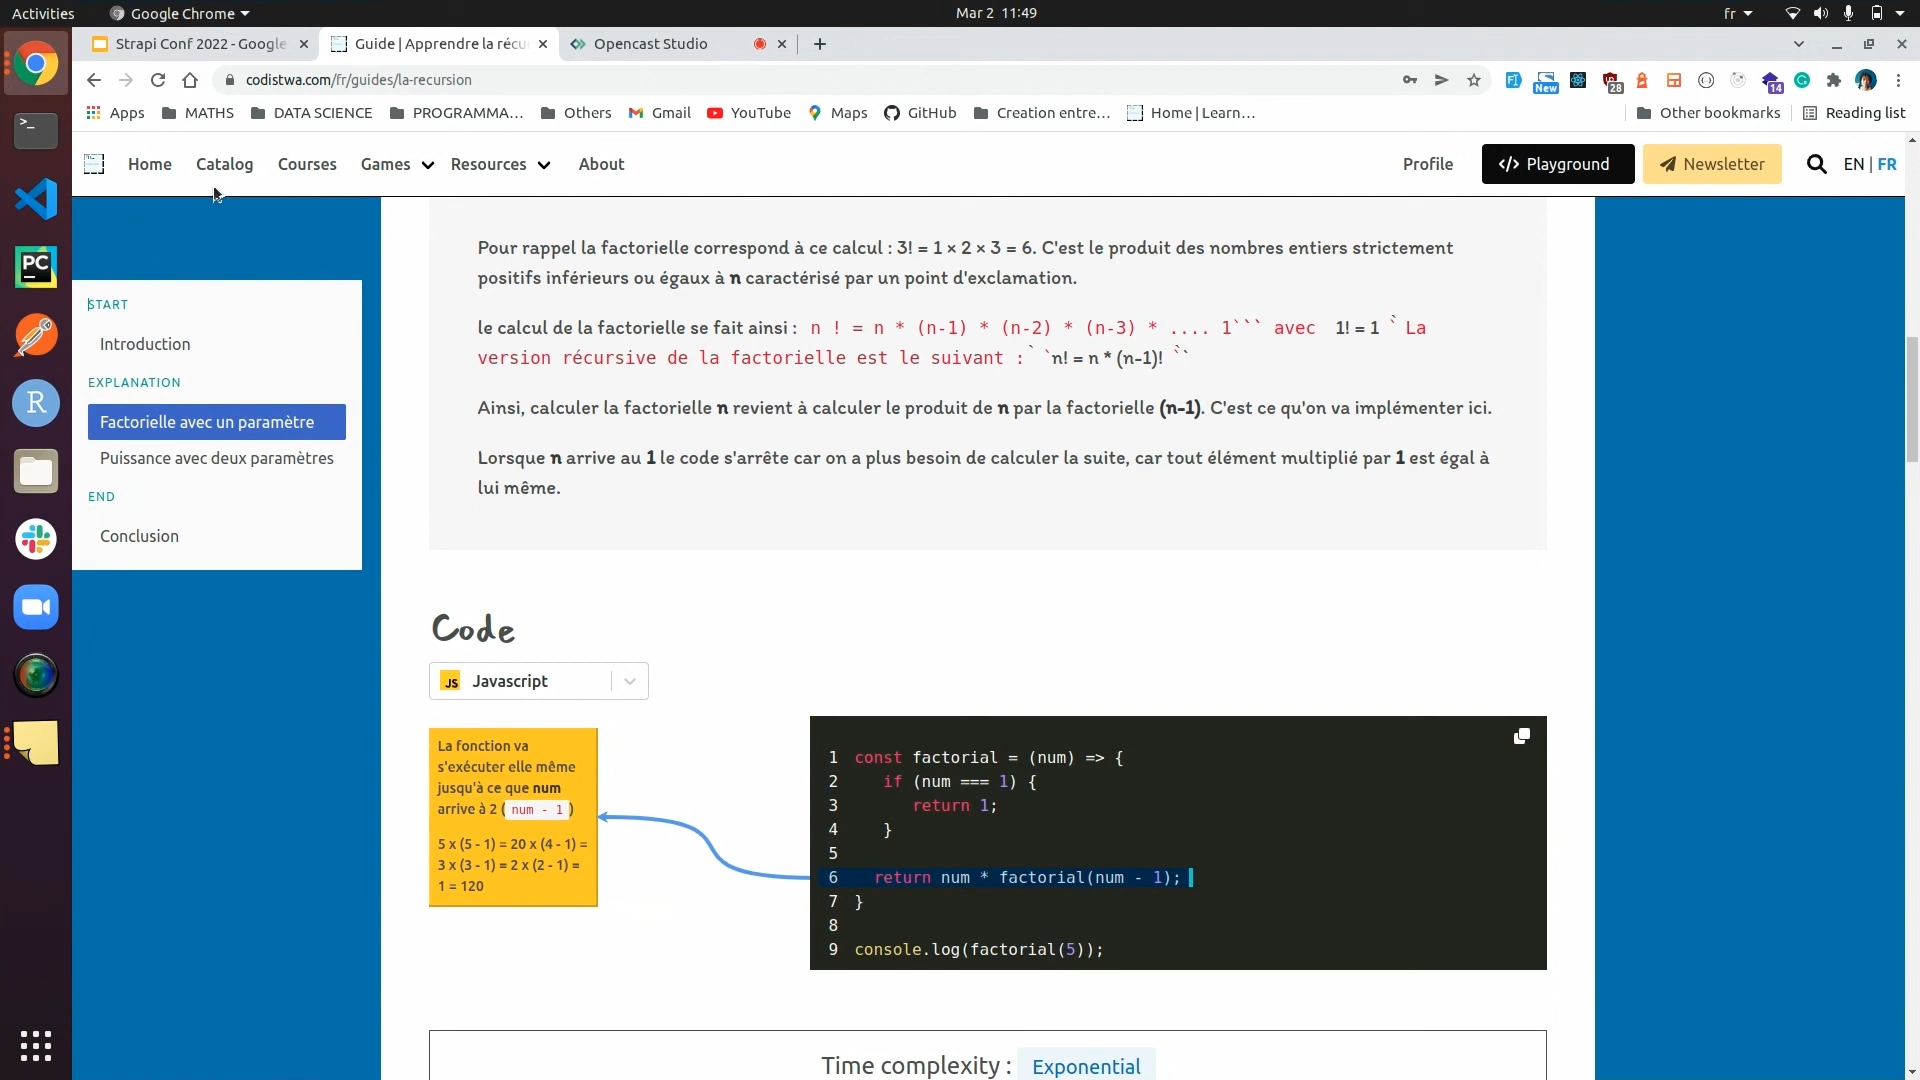 Activities Google Chrome Mar 2 11:49 fr
Strapi Conf 2022 - Google Guide | Apprendre la récu Opencast Studio
codistwa.com/fr/guides/la-recursion New 28 14
Apps MATHS DATA SCIENCE PROGRAMMA... Others Gmail YouTube Maps GitHub Creation entre... Home | Learn... Other bookmarks Reading list
Home Catalog Courses Games Resources About Profile </> Playground Newsletter EN | FR
START
Introduction
EXPLANATION
Factorielle avec un paramètre
Puissance avec deux paramètres
END
Conclusion
Pour rappel la factorielle correspond à ce calcul : 3! = 1 × 2 × 3 = 6. C'est le produit des nombres entiers strictement
positifs inférieurs ou égaux à n caractérisé par un point d'exclamation.
le calcul de la factorielle se fait ainsi : n ! = n * (n-1) * (n-2) * (n-3) * .... 1``` avec 1! = 1 ` La
version récursive de la factorielle est le suivant :` `n! = n * (n-1)! ``
Ainsi, calculer la factorielle n revient à calculer le produit de n par la factorielle (n-1). C'est ce qu'on va implémenter ici.
Lorsque n arrive au 1 le code s'arrête car on a plus besoin de calculer la suite, car tout élément multiplié par 1 est égal à
lui même.
Code
JS Javascript
La fonction va
s'exécuter elle même
jusqu'à ce que num
arrive à 2 ( num - 1 )
5 x (5 - 1) = 20 x (4 - 1) =
3 x (3 - 1) = 2 x (2 - 1) =
1 = 120
1 const factorial = (num) => {
2 if (num === 1) {
3 return 1;
4 }
5
6 return num * factorial(num - 1);
7 }
8
9 console.log(factorial(5));
Time complexity : Exponential